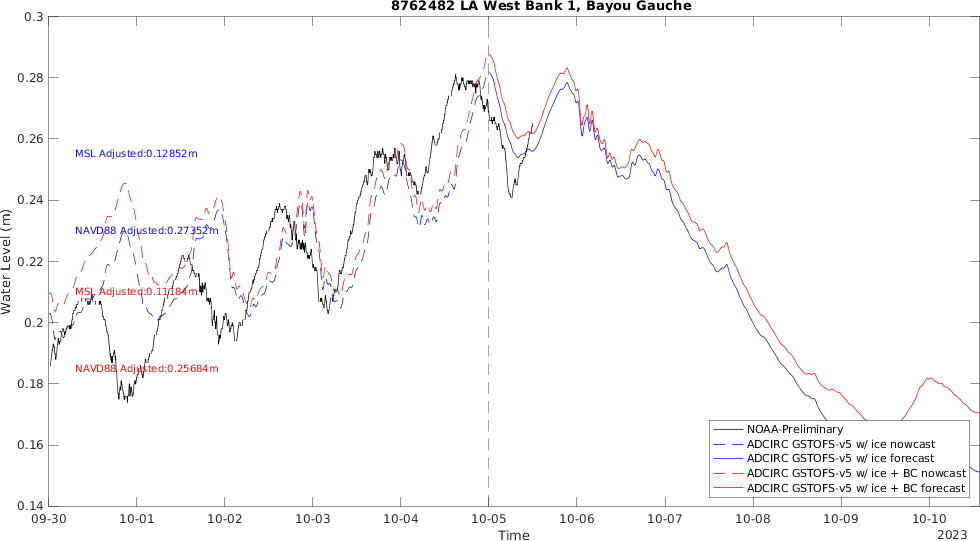 8762482 LA West Bank 1, Bayou Gauche
0.3
0.28
0.26
0.24
0.22
0.2
0.18
0.16
0.14
Water Level (m)
MSL Adjusted:0.12852m
NAVD88 Adjusted:0.27352m
MSL Adjusted:0.11184m
NAVD88 Adjusted:0.25684m
NOAA-Preliminary
ADCIRC GSTOFS-v5 w/ ice nowcast
ADCIRC GSTOFS-v5 w/ ice forecast
ADCIRC GSTOFS-v5 w/ ice + BC nowcast
ADCIRC GSTOFS-v5 w/ ice + BC forecast
09-30 10-01 10-02 10-03 10-04 10-05 10-06 10-07 10-08 10-09 10-10
Time
2023